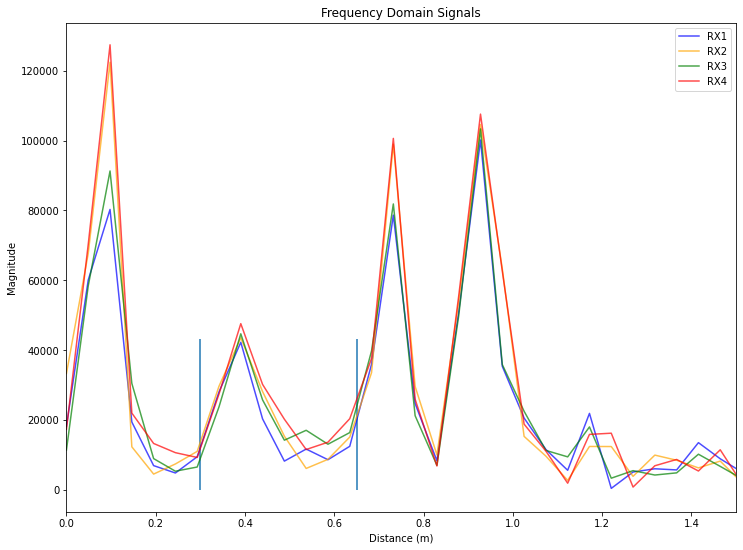 Frequency Domain Signals
RX1
RX2
RX3
RX4
120000
100000
80000
60000
40000
20000
0
Magnitude
0.0 0.2 0.4 0.6 0.8 1.0 1.2 1.4
Distance (m)